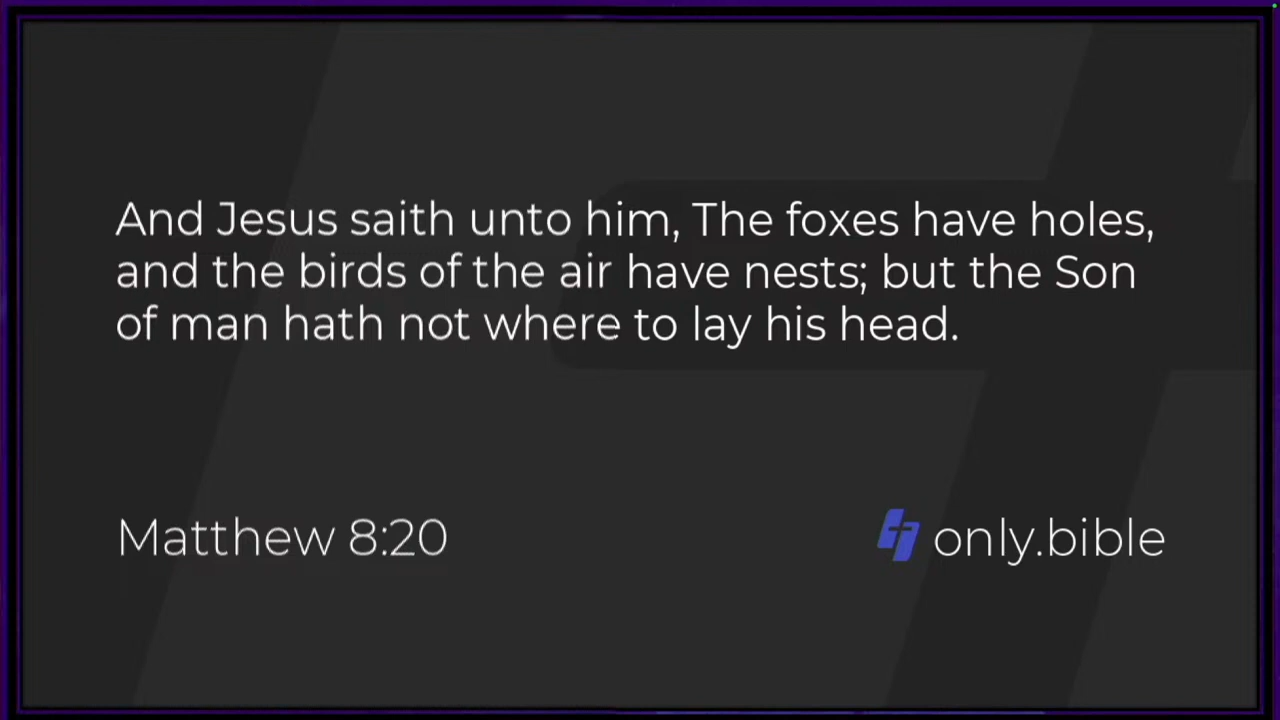 And Jesus saith unto him, The foxes have holes,
and the birds of the air have nests; but the Son
of man hath not where to lay his head.
Matthew 8:20
only.bible